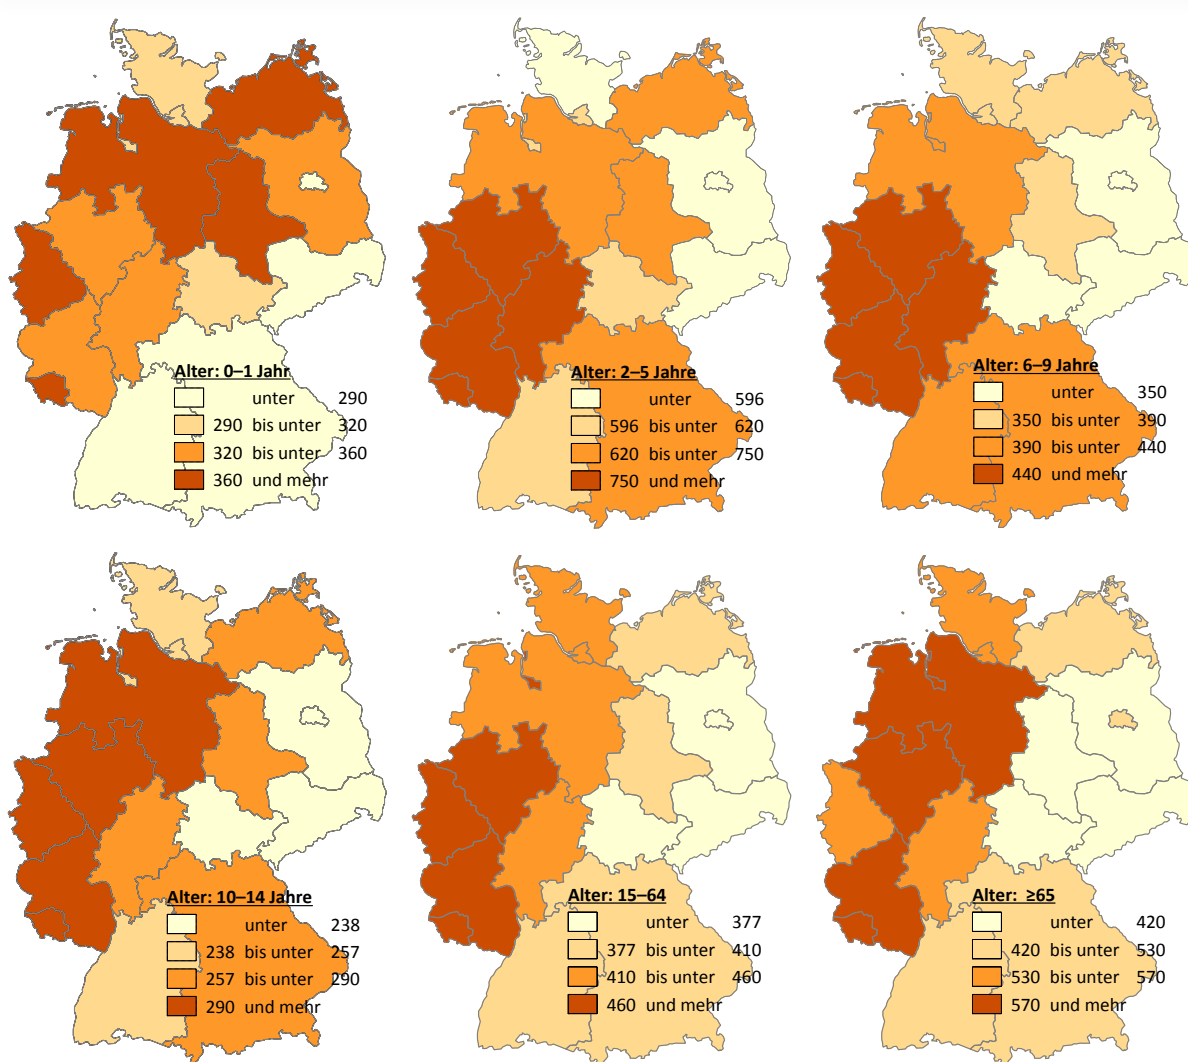 Alter: 0–1 Jahr
unter 290
290 bis unter 320
320 bis unter 360
360 und mehr
Alter: 2–5 Jahre
unter 596
596 bis unter 620
620 bis unter 750
750 und mehr
Alter: 6–9 Jahre
unter 350
350 bis unter 390
390 bis unter 440
440 und mehr
Alter: 10–14 Jahre
unter 238
238 bis unter 257
257 bis unter 290
290 und mehr
Alter: 15–64
unter 377
377 bis unter 410
410 bis unter 460
460 und mehr
Alter: ≥65
unter 420
420 bis unter 530
530 bis unter 570
570 und mehr